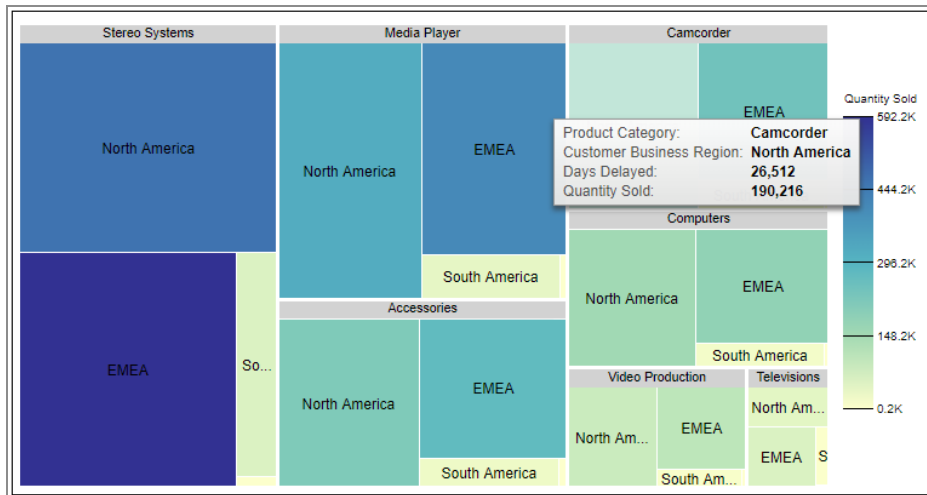 Stereo Systems
North America
EMEA
So...
Media Player
North America
EMEA
South America
Accessories
North America
EMEA
South America
Camcorder
EMEA
Product Category: Camcorder
Customer Business Region: North America
Days Delayed: 26,512
Quantity Sold: 190,216
Computers
North America
EMEA
South America
Video Production
North Am...
EMEA
South Am...
Televisions
North Am...
EMEA
S
Quantity Sold
592.2K
444.2K
296.2K
148.2K
0.2K